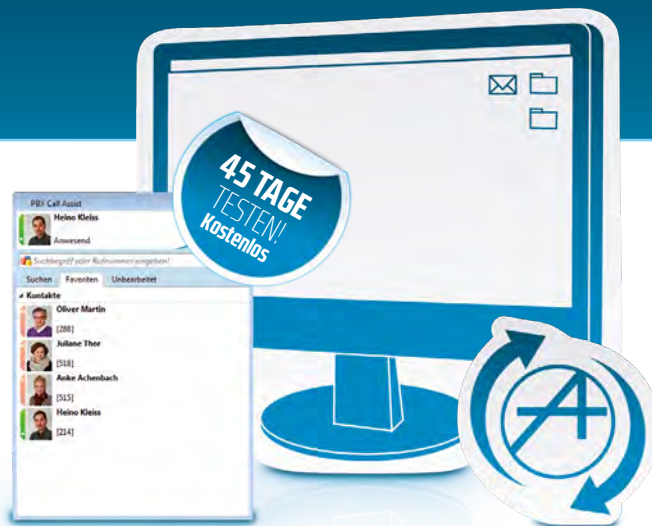 45 TAGE
TESTEN!
Kostenlos
PBX Call Assist
Heino Kleiss
Anwesend
Suchbegriff oder Rufnummer eingeben!
Suchen Favoriten Unbearbeitet
Kontakte
Oliver Martin
[288]
Juliane Thor
[518]
Anke Achenbach
[515]
Heino Kleiss
[214]